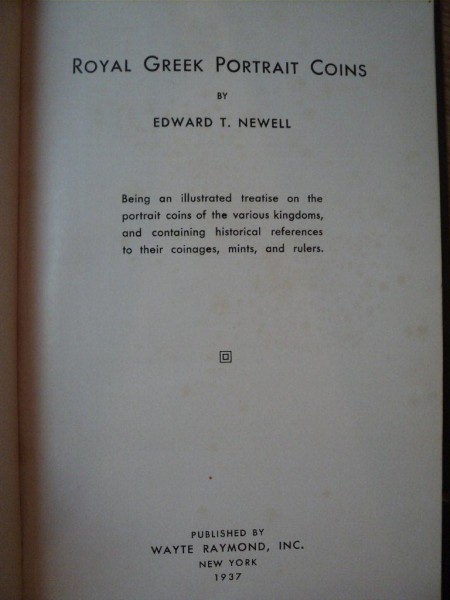 ROYAL GREEK PORTRAIT COINS
BY
EDWARD T. NEWELL
Being an illustrated treatise on the
portrait coins of the various kingdoms,
and containing historical references
to their coinages, mints, and rulers.
PUBLISHED BY
WAYTE RAYMOND, INC.
NEW YORK
1937